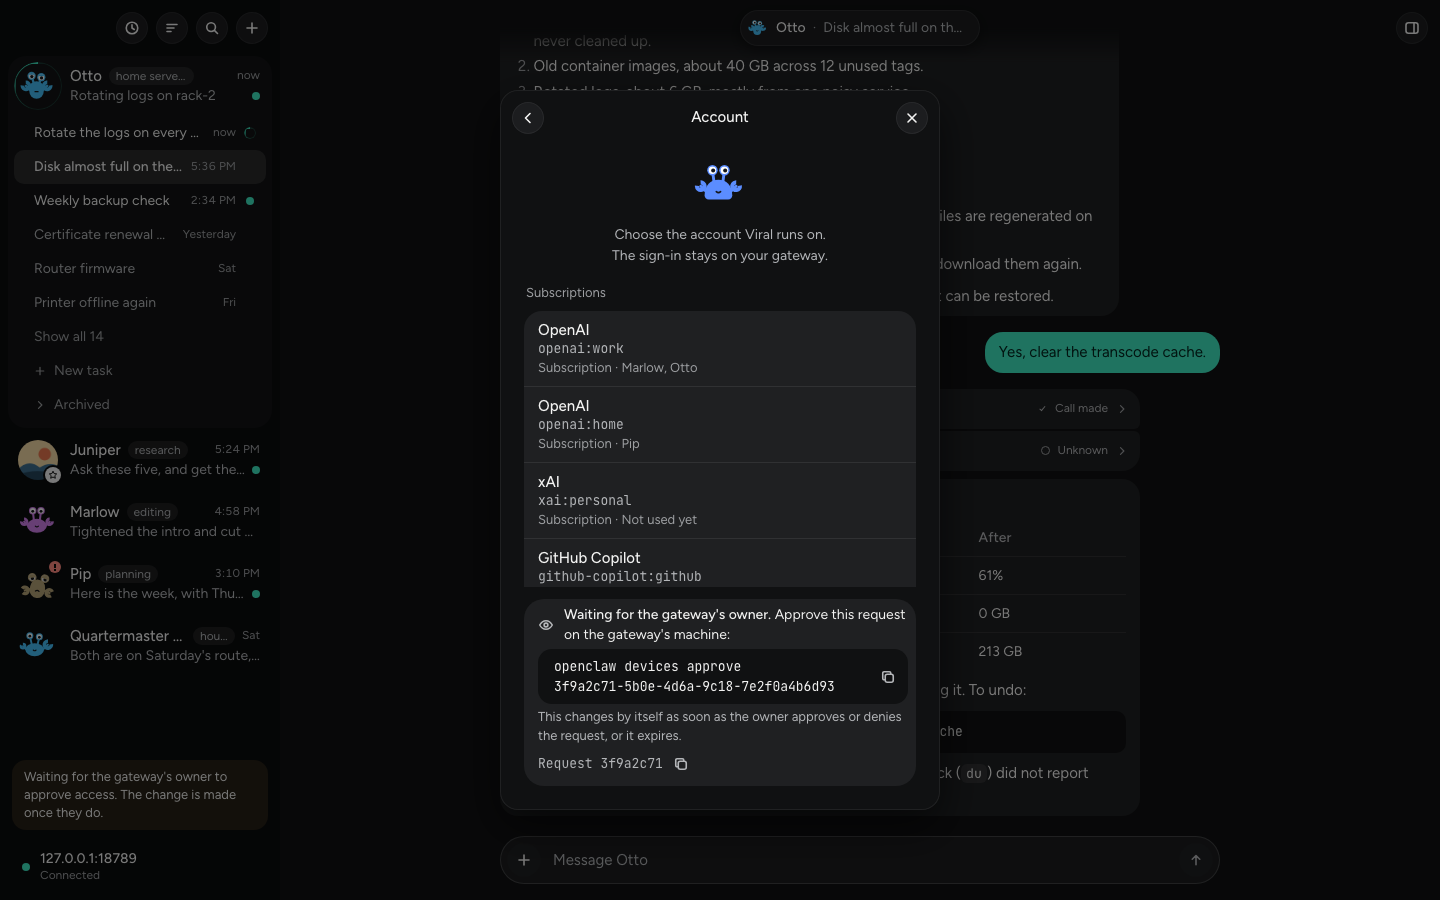 Otto · Disk almost full on th...
Otto home serve... now
Rotating logs on rack-2
Rotate the logs on every ... now
Disk almost full on the... 5:36 PM
Weekly backup check 2:34 PM
Certificate renewal ... Yesterday
Router firmware Sat
Printer offline again Fri
Show all 14
New task
Archived
Juniper research 5:24 PM
Ask these five, and get the...
Marlow editing 4:58 PM
Tightened the intro and cut ...
Pip planning 3:10 PM
Here is the week, with Thu...
Quartermaster ... hou... Sat
Both are on Saturday's route,...
Waiting for the gateway's owner to
approve access. The change is made
once they do.
127.0.0.1:18789
Connected
never cleaned up.
2. Old container images, about 40 GB across 12 unused tags.
3. Rotated logs, about 6 GB, mostly from one noisy service.
Account
Choose the account Viral runs on.
The sign-in stays on your gateway.
Subscriptions
OpenAI
openai:work
Subscription · Marlow, Otto
OpenAI
openai:home
Subscription · Pip
xAI
xai:personal
Subscription · Not used yet
GitHub Copilot
github-copilot:github
Waiting for the gateway's owner. Approve this request
on the gateway's machine:
openclaw devices approve
3f9a2c71-5b0e-4d6a-9c18-7e2f0a4b6d93
This changes by itself as soon as the owner approves or denies
the request, or it expires.
Request 3f9a2c71
iles are regenerated on
download them again.
can be restored.
Yes, clear the transcode cache.
Call made
Unknown
After
61%
0 GB
213 GB
g it. To undo:
che
ck ( du ) did not report
Message Otto